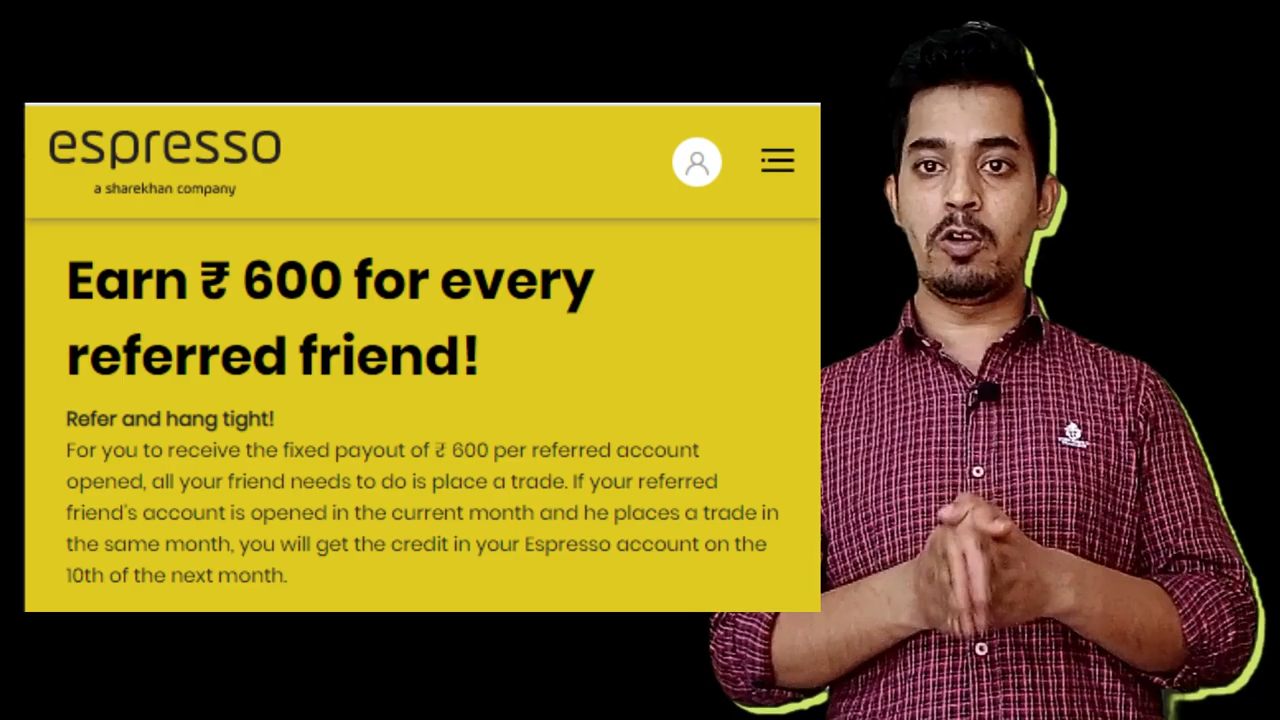 espresso
a sharekhan company
Earn ₹ 600 for every
referred friend!
Refer and hang tight!
For you to receive the fixed payout of ₹ 600 per referred account
opened, all your friend needs to do is place a trade. If your referred
friend's account is opened in the current month and he places a trade in
the same month, you will get the credit in your Espresso account on the
10th of the next month.